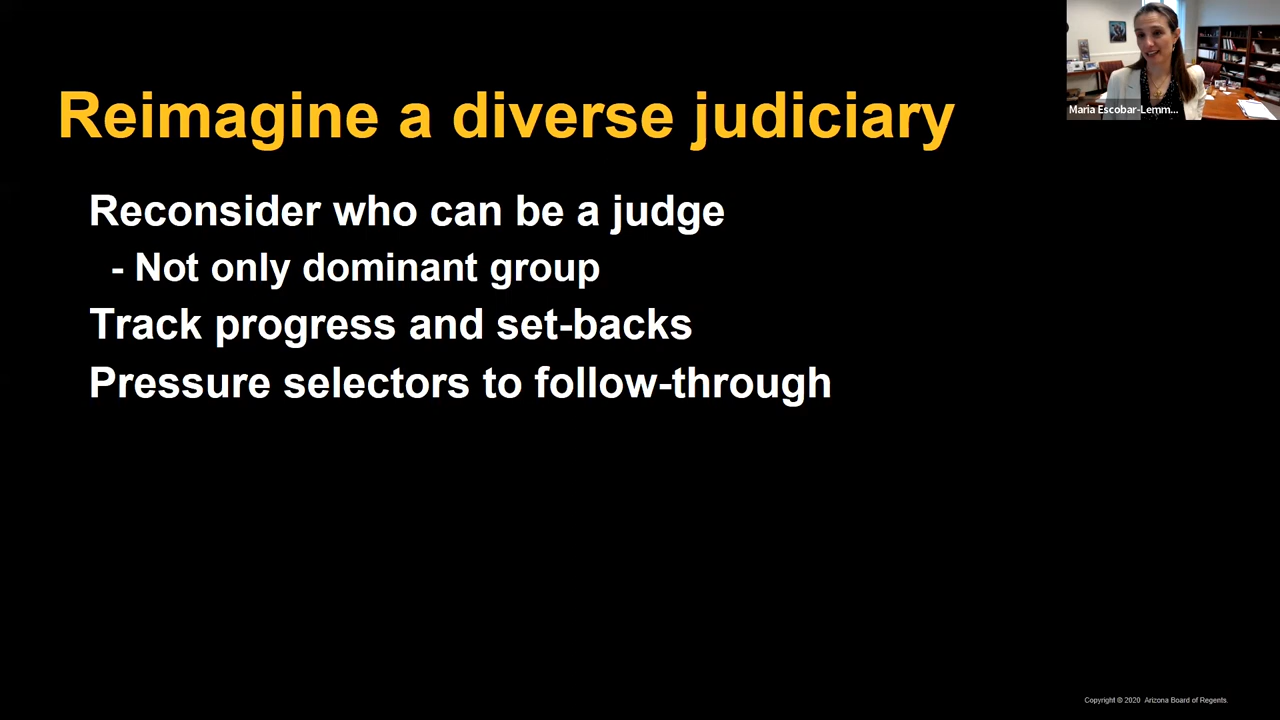 Maria Escobar-Lemm...
Reimagine a diverse judiciary
Reconsider who can be a judge
- Not only dominant group
Track progress and set-backs
Pressure selectors to follow-through
Copyright © 2020 Arizona Board of Regents.